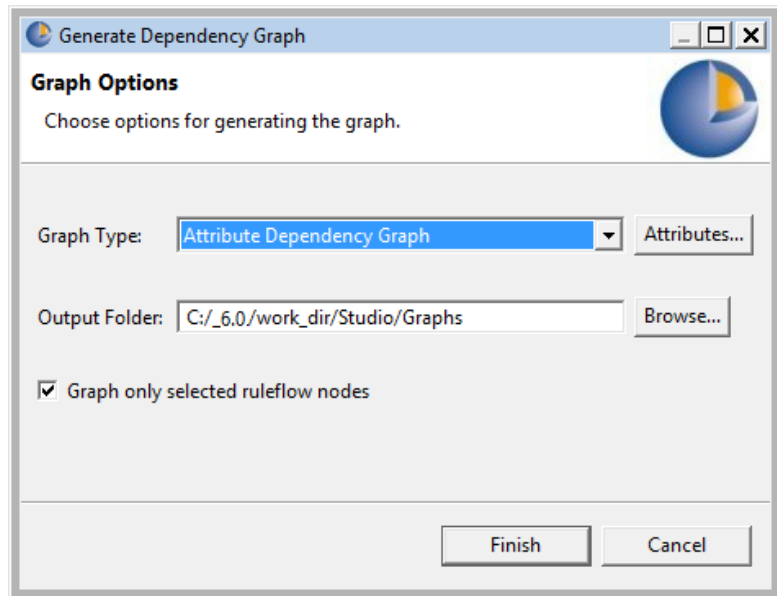 Generate Dependency Graph
Graph Options
Choose options for generating the graph.
Graph Type: Attribute Dependency Graph Attributes...
Output Folder: C:/_6.0/work_dir/Studio/Graphs Browse...
Graph only selected ruleflow nodes
Finish Cancel